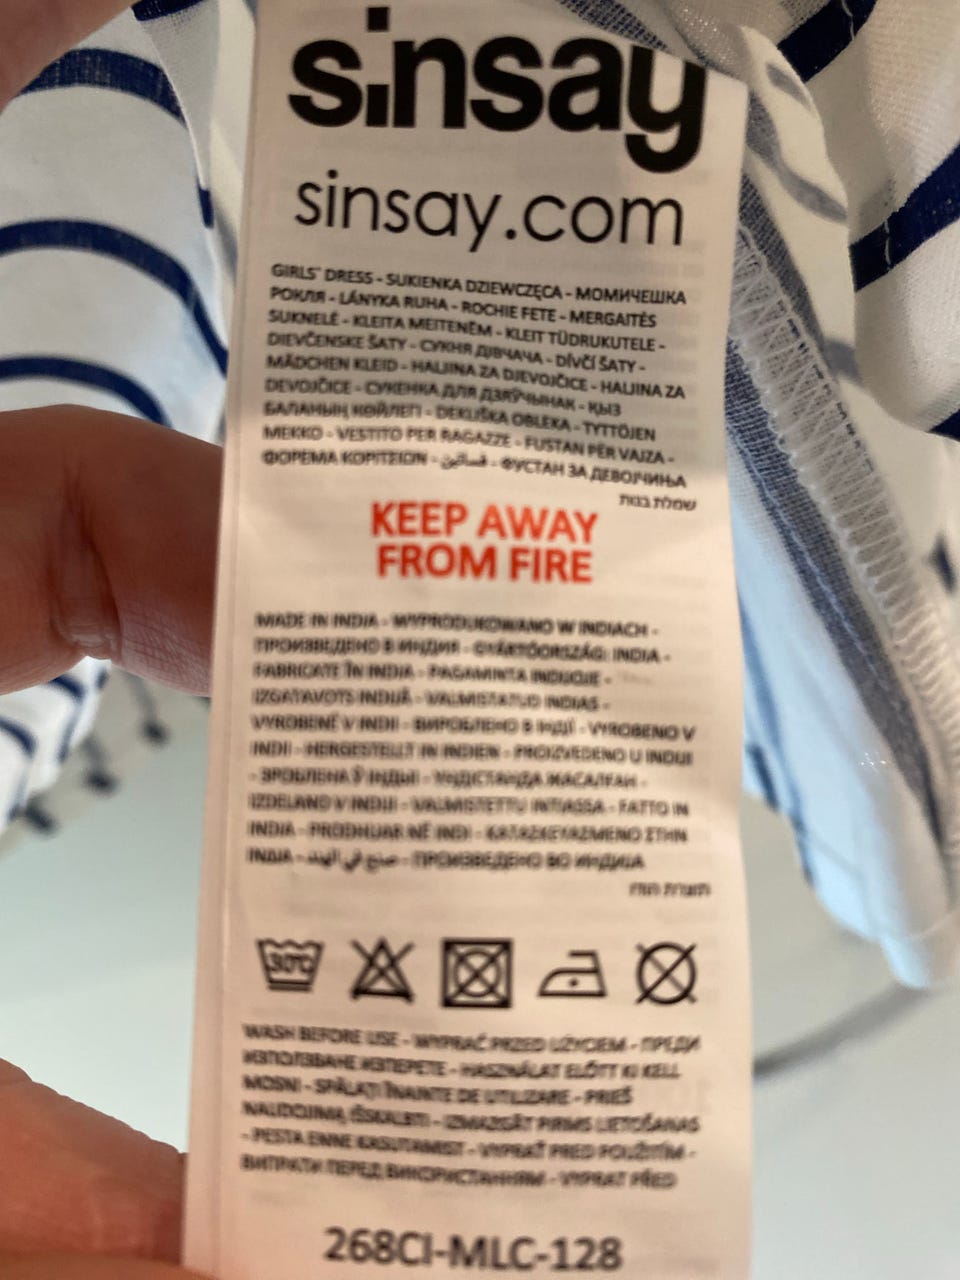 sinsay
sinsay.com
GIRLS' DRESS - SUKIENKA DZIEWCZĘCA - МОМИЧЕШКА
РОКЛЯ - LÁNYKA RUHA - ROCHIE FETE - MERGAITĖS
SUKNELĖ - KLEITA MEITENĒM - KLEIT TÜDRUKUTELE -
DIEVČENSKE ŠATY - СУКНЯ ДІВЧАЧА - DÍVČÍ ŠATY -
MÄDCHEN KLEID - HALJINA ZA DJEVOJČICE - HALJINA ZA
DEVOJČICE - СУКЕНКА ДЛЯ ДЗЯЎЧЫНАК - ҚЫЗ
БАЛАНЫҢ КӨЙЛЕГІ - DEKLIŠKA OBLEKA - TYTTÖJEN
MEKKO - VESTITO PER RAGAZZE - FUSTAN PËR VAJZA -
ΦΟΡΕΜΑ ΚΟΡΙΤΣΙΟΝ - فساتين - ФУСТАН ЗА ДЕВОЈЧИЊА
שמלת בנות
KEEP AWAY
FROM FIRE
MADE IN INDIA - WYPRODUKOWANO W INDIACH -
ПРОИЗВЕДЕНО В ИНДИЯ - GYÁRTÓORSZÁG: INDIA -
FABRICATE ÎN INDIA - PAGAMINTA INDIJOJE -
IZGATAVOTS INDIJĀ - VALMISTATUD INDIAS -
VYROBENÉ V INDII - ВИРОБЛЕНО В ІНДІЇ - VYROBENO V
INDII - HERGESTELLT IN INDIEN - PROIZVEDENO U INDIJI
- ЗРОБЛЕНА Ў ІНДЫІ - ҮНДІСТАНДА ЖАСАЛҒАН -
IZDELANO V INDIJI - VALMISTETTU INTIASSA - FATTO IN
INDIA - PRODHUAR NË INDI - ΚΑΤΑΣΚΕΥΑΣΜΕΝΟ ΣΤΗΝ
INDIA - صنع في الهند - ПРОИЗВЕДЕНО ВО ИНДИЈА
תוצרת הודו
30°C
WASH BEFORE USE - WYPRAĆ PRZED UŻYCIEM - ПРЕДИ
ИЗПОЛЗВАНЕ ИЗПЕРЕТЕ - HASZNÁLAT ELŐTT KI KELL
MOSNI - SPĂLAȚI ÎNAINTE DE UTILIZARE - PRIEŠ
NAUDOJIMĄ IŠSKALBTI - IZMAZGĀT PIRMS LIETOŠANAS
- PESTA ENNE KASUTAMIST - VYPRAŤ PRED POUŽITÍM -
ВИПРАТИ ПЕРЕД ВИКОРИСТАННЯМ - VYPRAT PŘED
268CI-MLC-128